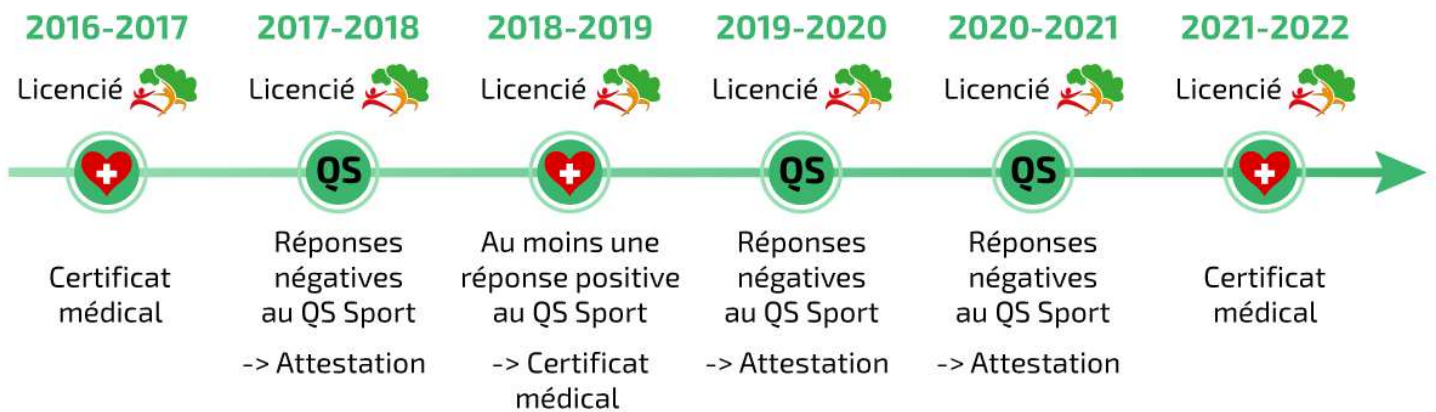 2016-2017 2017-2018 2018-2019 2019-2020 2020-2021 2021-2022
Licencié Licencié Licencié Licencié Licencié Licencié
QS QS QS
Certificat
médical
Réponses
négatives
au QS Sport
-> Attestation
Au moins une
réponse positive
au QS Sport
-> Certificat
médical
Réponses
négatives
au QS Sport
-> Attestation
Réponses
négatives
au QS Sport
-> Attestation
Certificat
médical